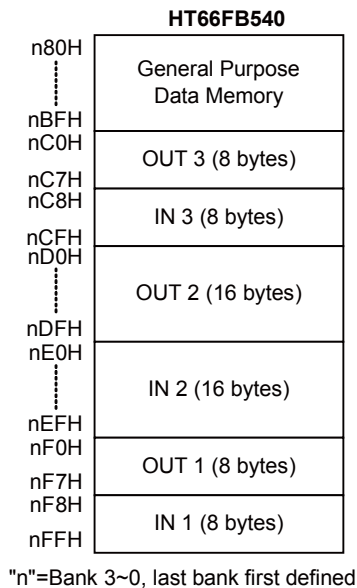 HT66FB540
n80H
General Purpose
Data Memory
nBFH
nC0H
OUT 3 (8 bytes)
nC7H
nC8H
IN 3 (8 bytes)
nCFH
nD0H
OUT 2 (16 bytes)
nDFH
nE0H
IN 2 (16 bytes)
nEFH
nF0H
OUT 1 (8 bytes)
nF7H
nF8H
IN 1 (8 bytes)
nFFH
"n"=Bank 3~0, last bank first defined